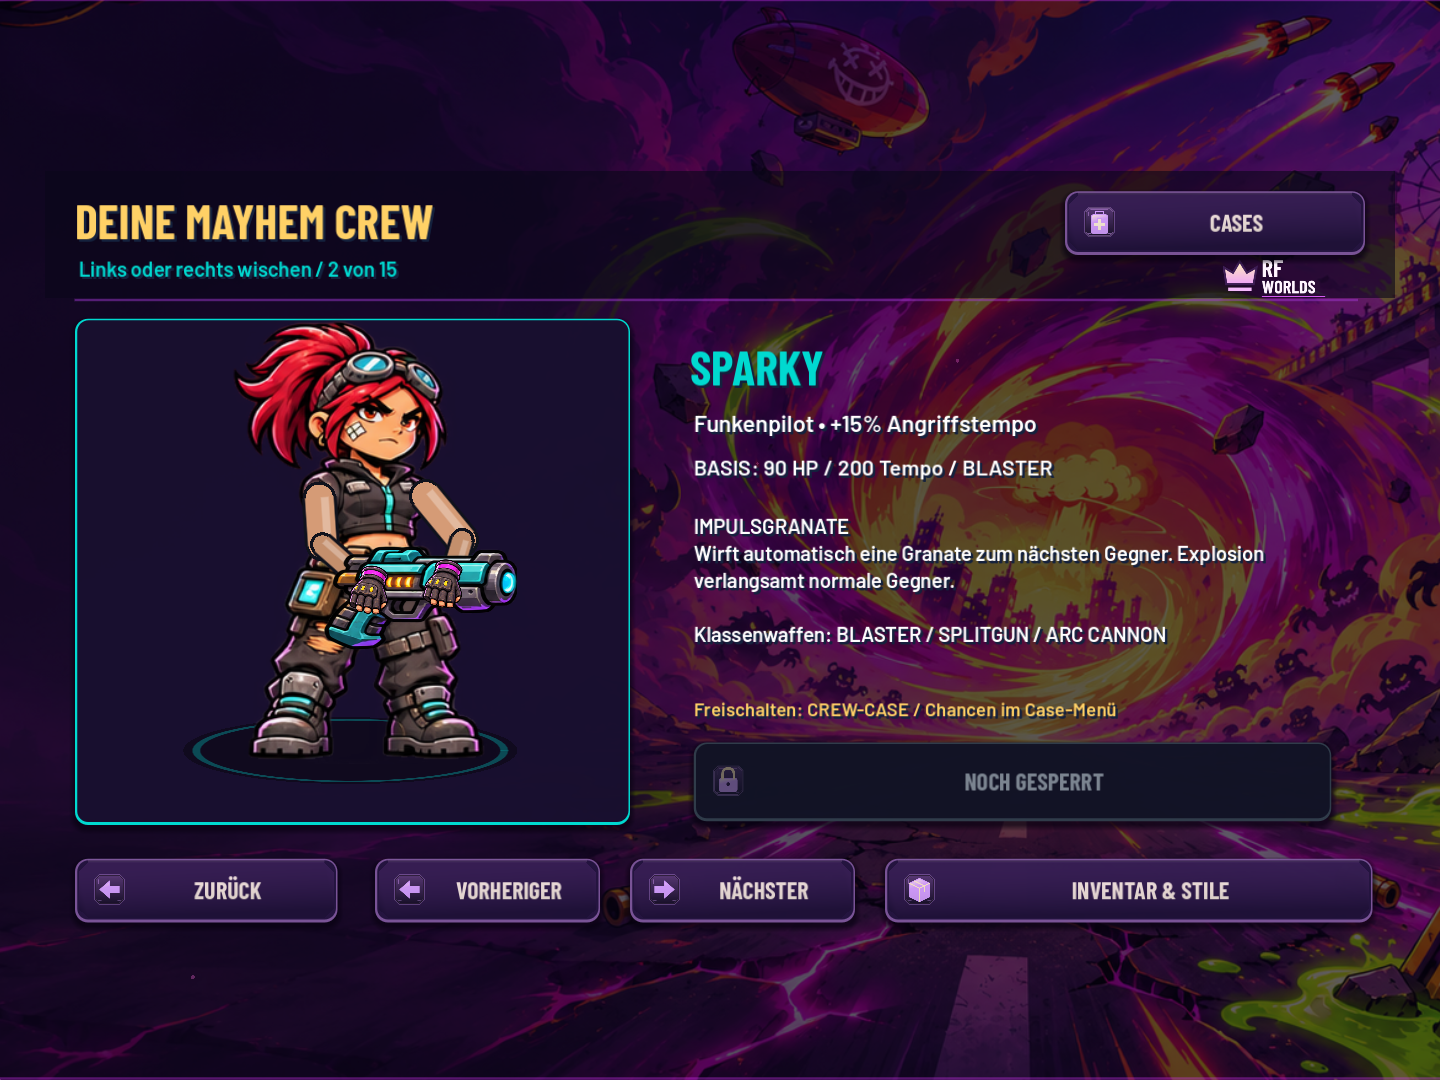 DEINE MAYHEM CREW
Links oder rechts wischen / 2 von 15
CASES
RF
WORLDS
SPARKY
Funkenpilot • +15% Angriffstempo
BASIS: 90 HP / 200 Tempo / BLASTER
IMPULSGRANATE
Wirft automatisch eine Granate zum nächsten Gegner. Explosion
verlangsamt normale Gegner.
Klassenwaffen: BLASTER / SPLITGUN / ARC CANNON
Freischalten: CREW-CASE / Chancen im Case-Menü
NOCH GESPERRT
ZURÜCK
VORHERIGER
NÄCHSTER
INVENTAR & STILE